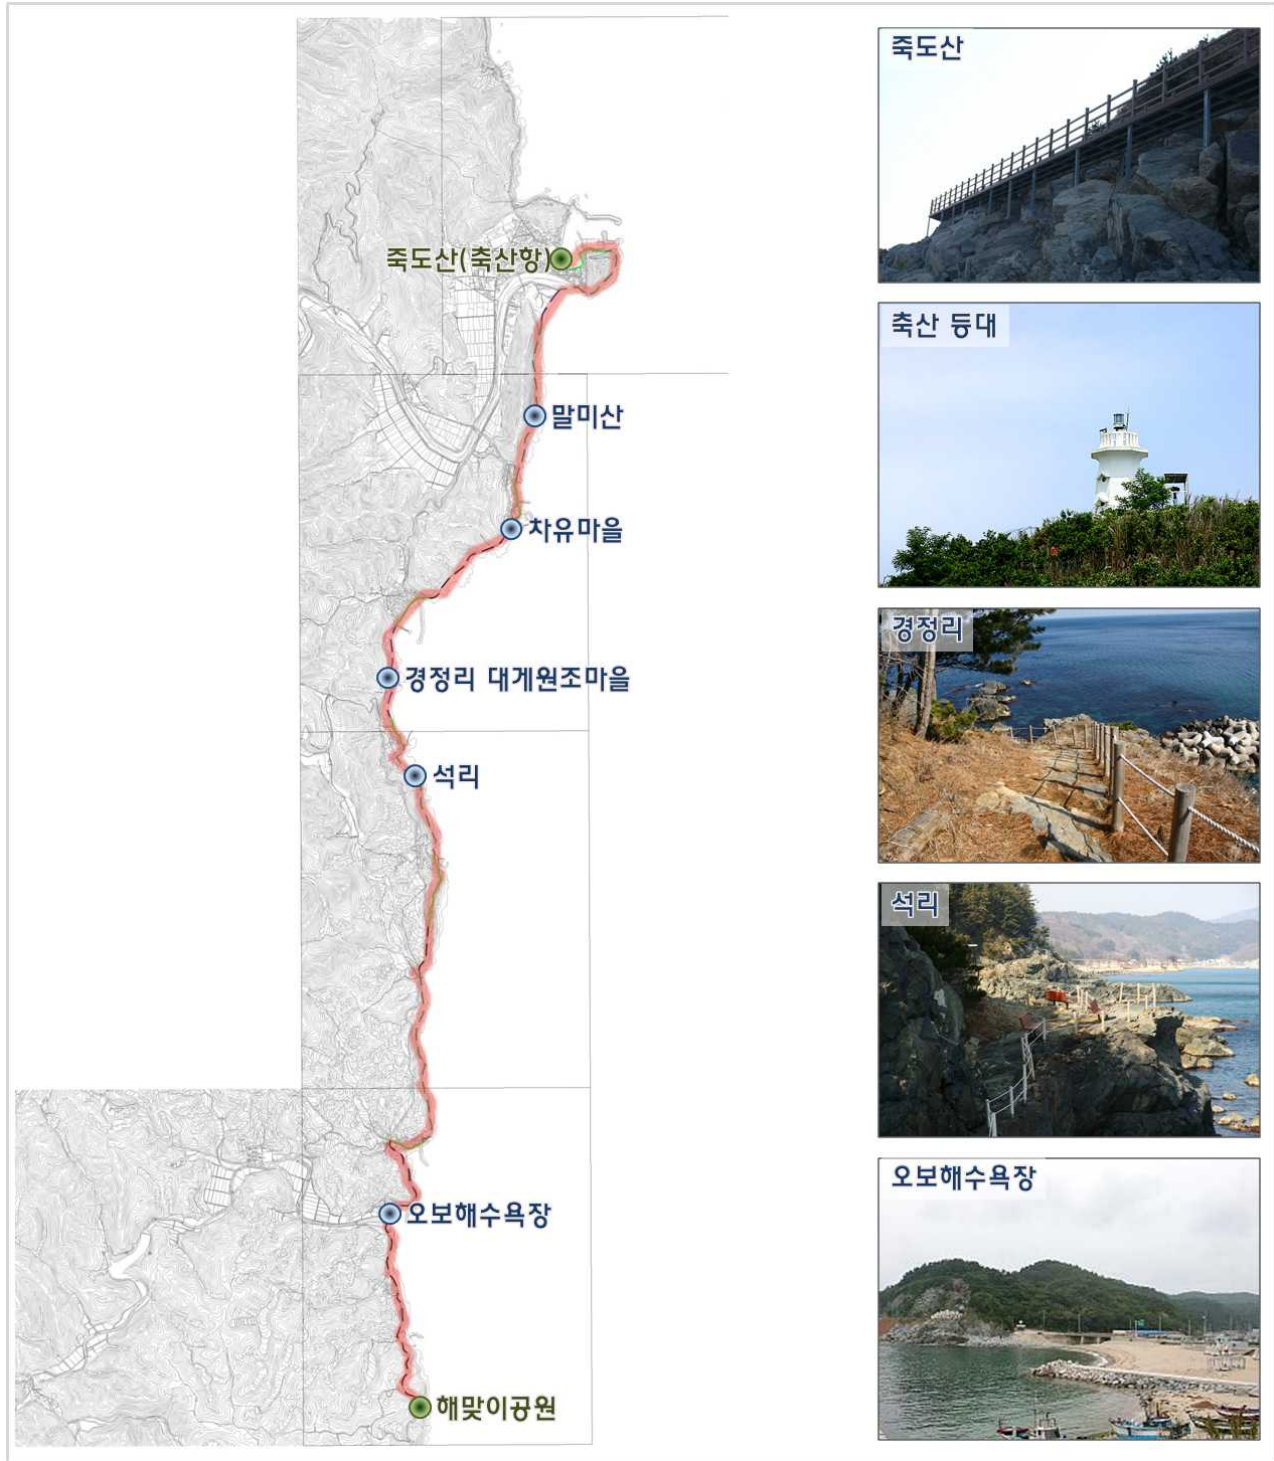 죽도산(축산항)
말미산
차유마을
경정리 대게원조마을
석리
오보해수욕장
해맞이공원
죽도산
축산 등대
경정리
석리
오보해수욕장